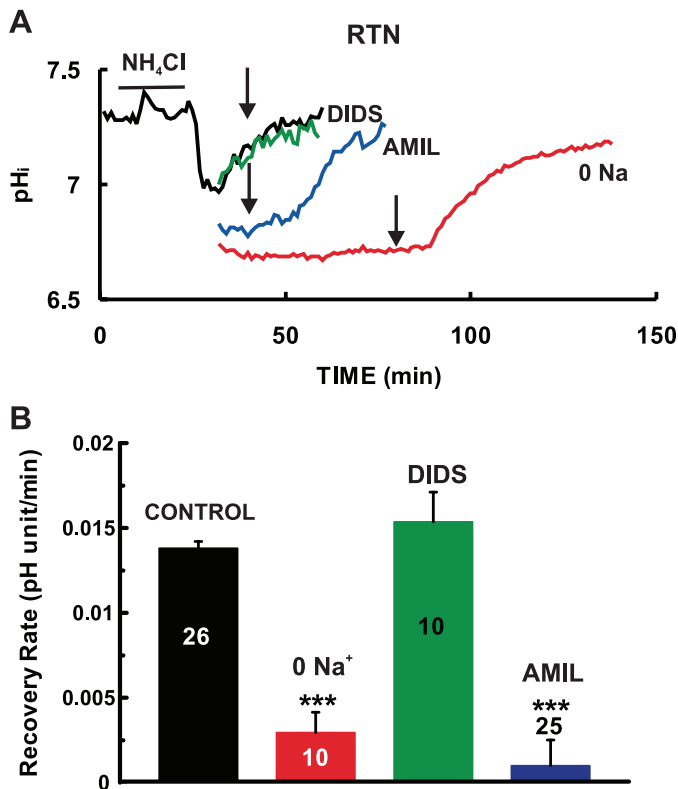 A
RTN
NH₄Cl
7.5
DIDS
AMIL
7
0 Na
pHi
6.5
0 50 100 150
TIME (min)
B
0.02
DIDS
CONTROL
0.015
26
10
0.01
0 Na⁺
AMIL
***
***
0.005
25
10
0
Recovery Rate (pH unit/min)